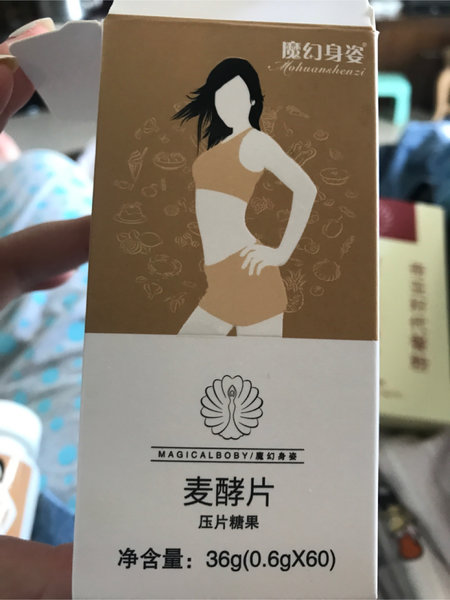 魔幻身姿®
Mohuanshenzi
MAGICALBOBY/魔幻身姿
麦酵片
压片糖果
净含量：36g(0.6gX60)